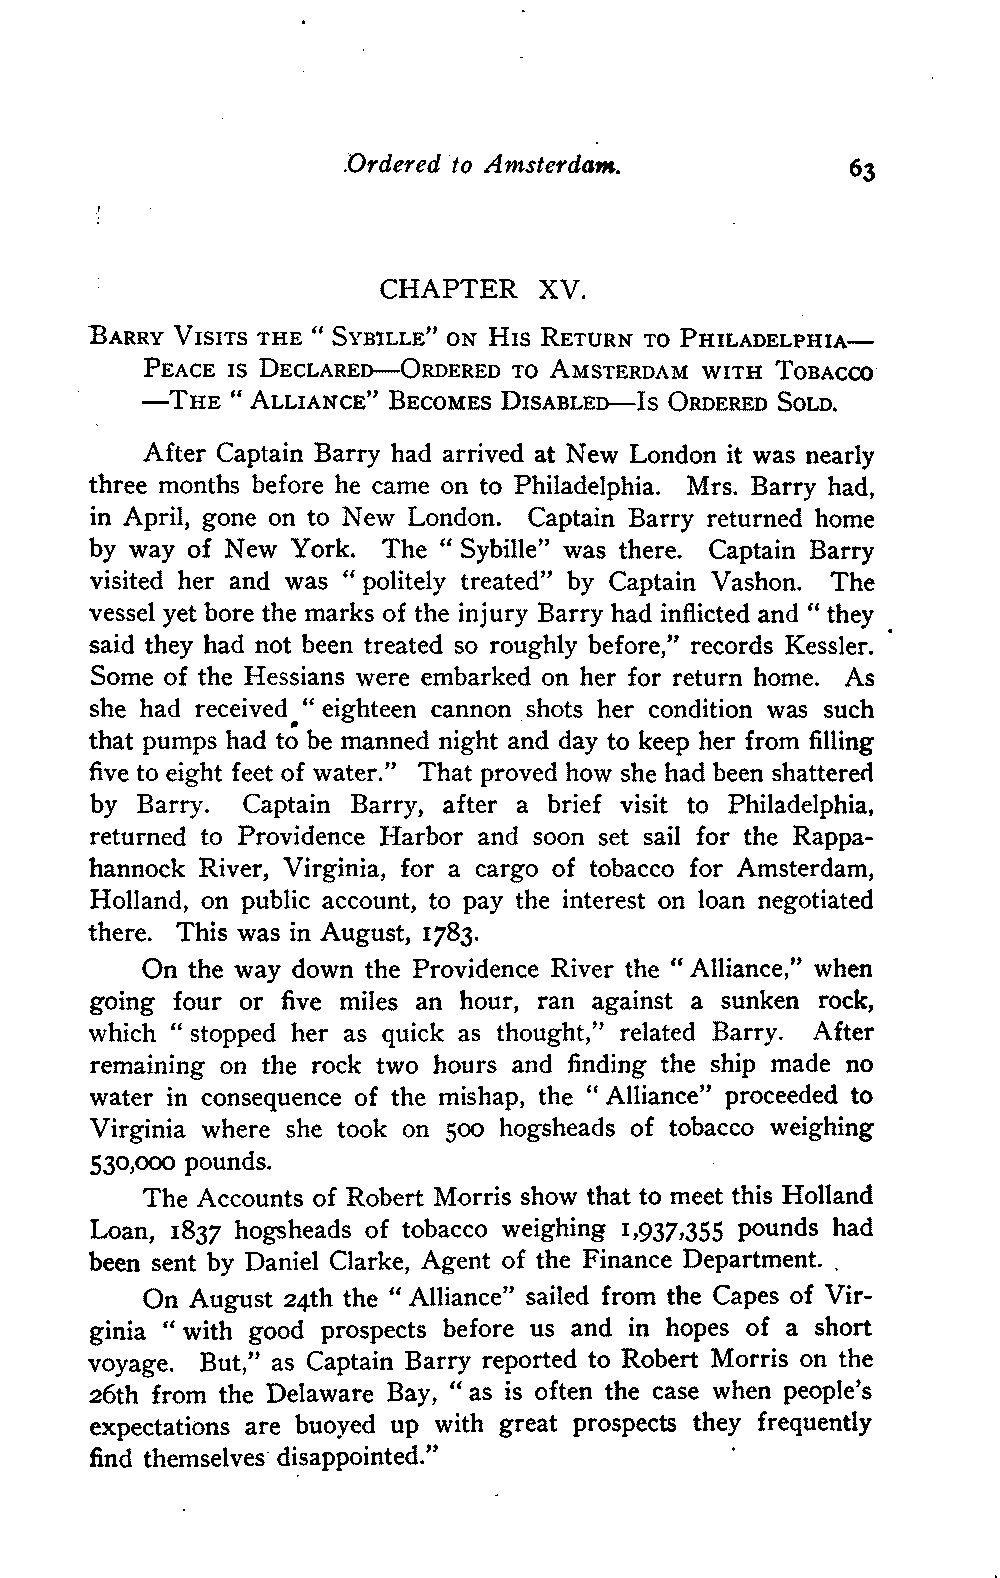 Ordered to Amsterdam. 63
CHAPTER XV.
BARRY VISITS THE " SYBILLE" ON HIS RETURN TO PHILADELPHIA—
PEACE IS DECLARED—ORDERED TO AMSTERDAM WITH TOBACCO
—THE " ALLIANCE" BECOMES DISABLED—IS ORDERED SOLD.
After Captain Barry had arrived at New London it was nearly
three months before he came on to Philadelphia. Mrs. Barry had,
in April, gone on to New London. Captain Barry returned home
by way of New York. The " Sybille" was there. Captain Barry
visited her and was " politely treated" by Captain Vashon. The
vessel yet bore the marks of the injury Barry had inflicted and " they
said they had not been treated so roughly before," records Kessler.
Some of the Hessians were embarked on her for return home. As
she had received " eighteen cannon shots her condition was such
that pumps had to be manned night and day to keep her from filling
five to eight feet of water." That proved how she had been shattered
by Barry. Captain Barry, after a brief visit to Philadelphia,
returned to Providence Harbor and soon set sail for the Rappa-
hannock River, Virginia, for a cargo of tobacco for Amsterdam,
Holland, on public account, to pay the interest on loan negotiated
there. This was in August, 1783.
On the way down the Providence River the " Alliance," when
going four or five miles an hour, ran against a sunken rock,
which " stopped her as quick as thought," related Barry. After
remaining on the rock two hours and finding the ship made no
water in consequence of the mishap, the " Alliance" proceeded to
Virginia where she took on 500 hogsheads of tobacco weighing
530,000 pounds.
The Accounts of Robert Morris show that to meet this Holland
Loan, 1837 hogsheads of tobacco weighing 1,937,355 pounds had
been sent by Daniel Clarke, Agent of the Finance Department.
On August 24th the " Alliance" sailed from the Capes of Vir-
ginia " with good prospects before us and in hopes of a short
voyage. But," as Captain Barry reported to Robert Morris on the
26th from the Delaware Bay, " as is often the case when people's
expectations are buoyed up with great prospects they frequently
find themselves disappointed."